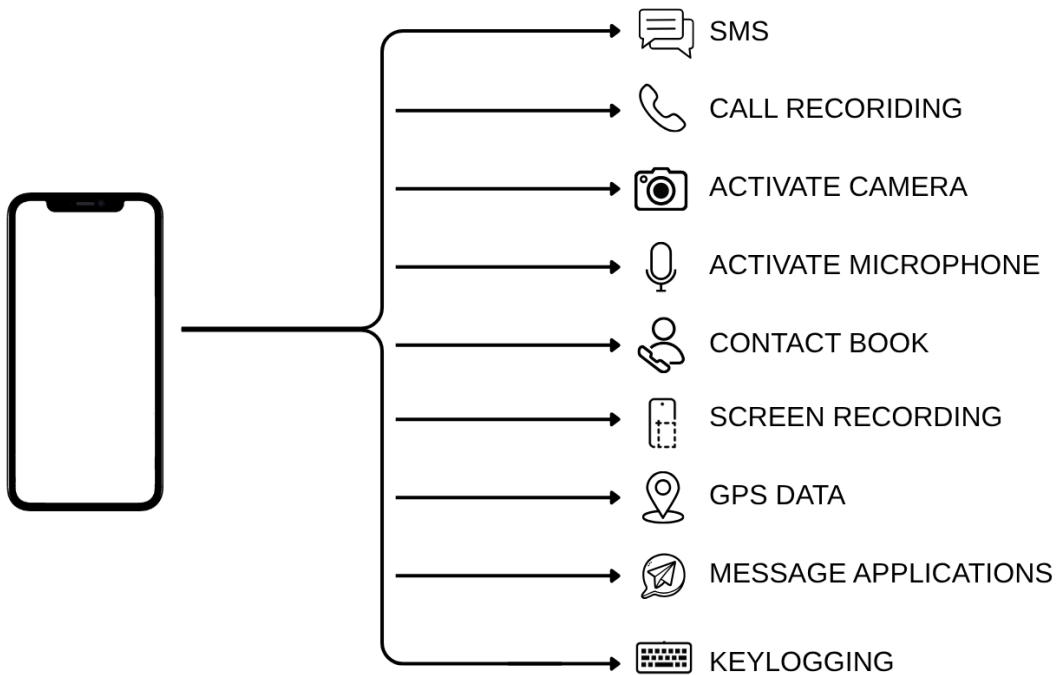 SMS
CALL RECORIDING
ACTIVATE CAMERA
ACTIVATE MICROPHONE
CONTACT BOOK
SCREEN RECORDING
GPS DATA
MESSAGE APPLICATIONS
KEYLOGGING